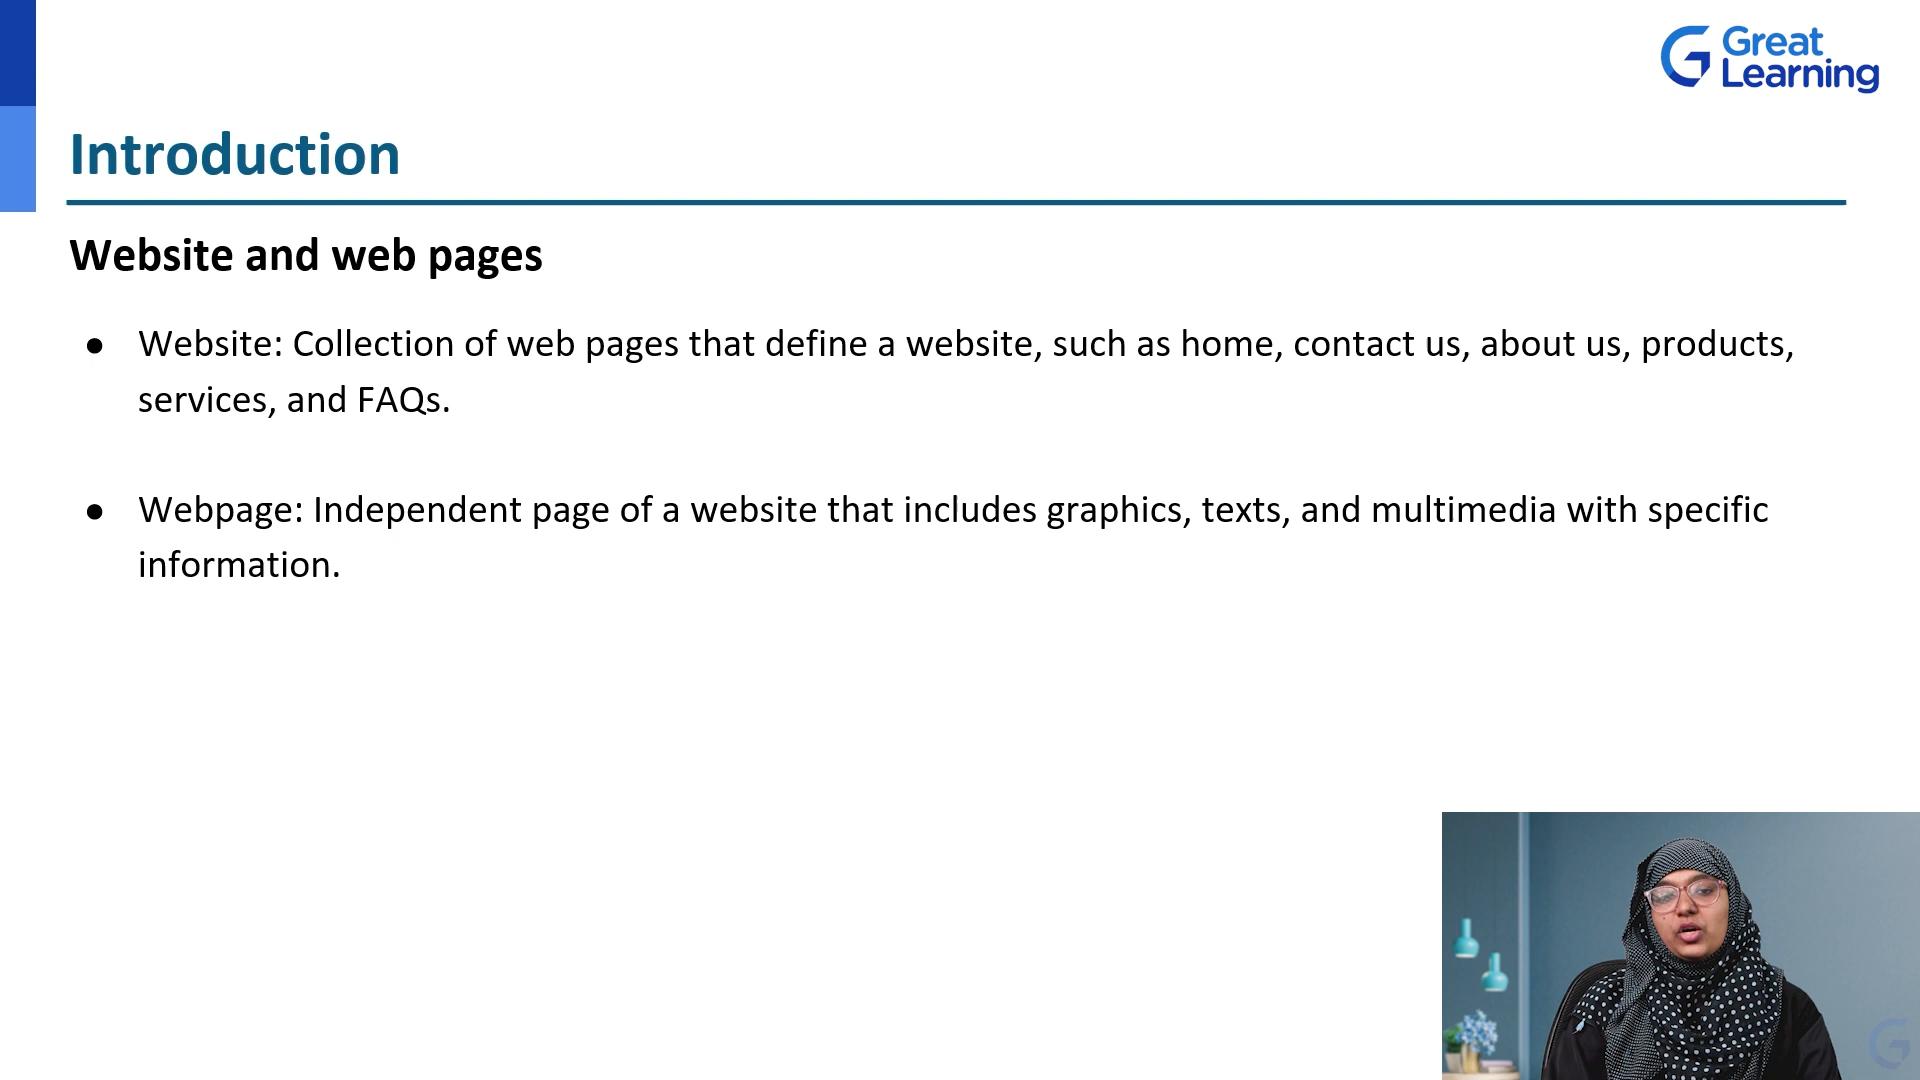 Great
Learning
Introduction
Website and web pages
● Website: Collection of web pages that define a website, such as home, contact us, about us, products,
services, and FAQs.
● Webpage: Independent page of a website that includes graphics, texts, and multimedia with specific
information.